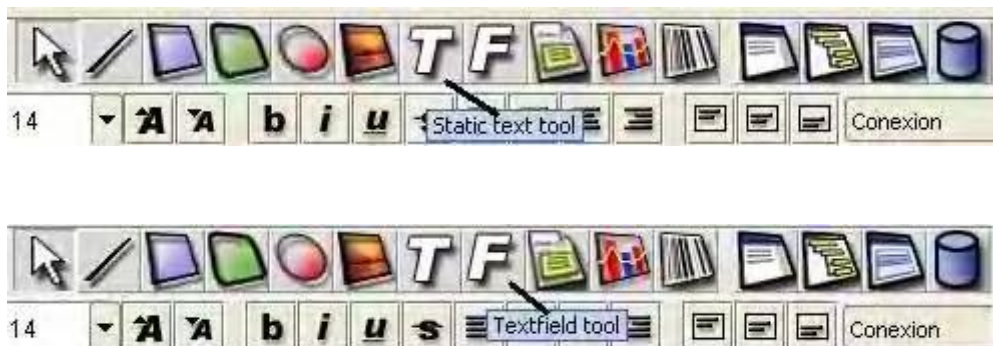 T F
14 A A b i u Static text tool Conexion
T F
14 A A b i u s Textfield tool Conexion